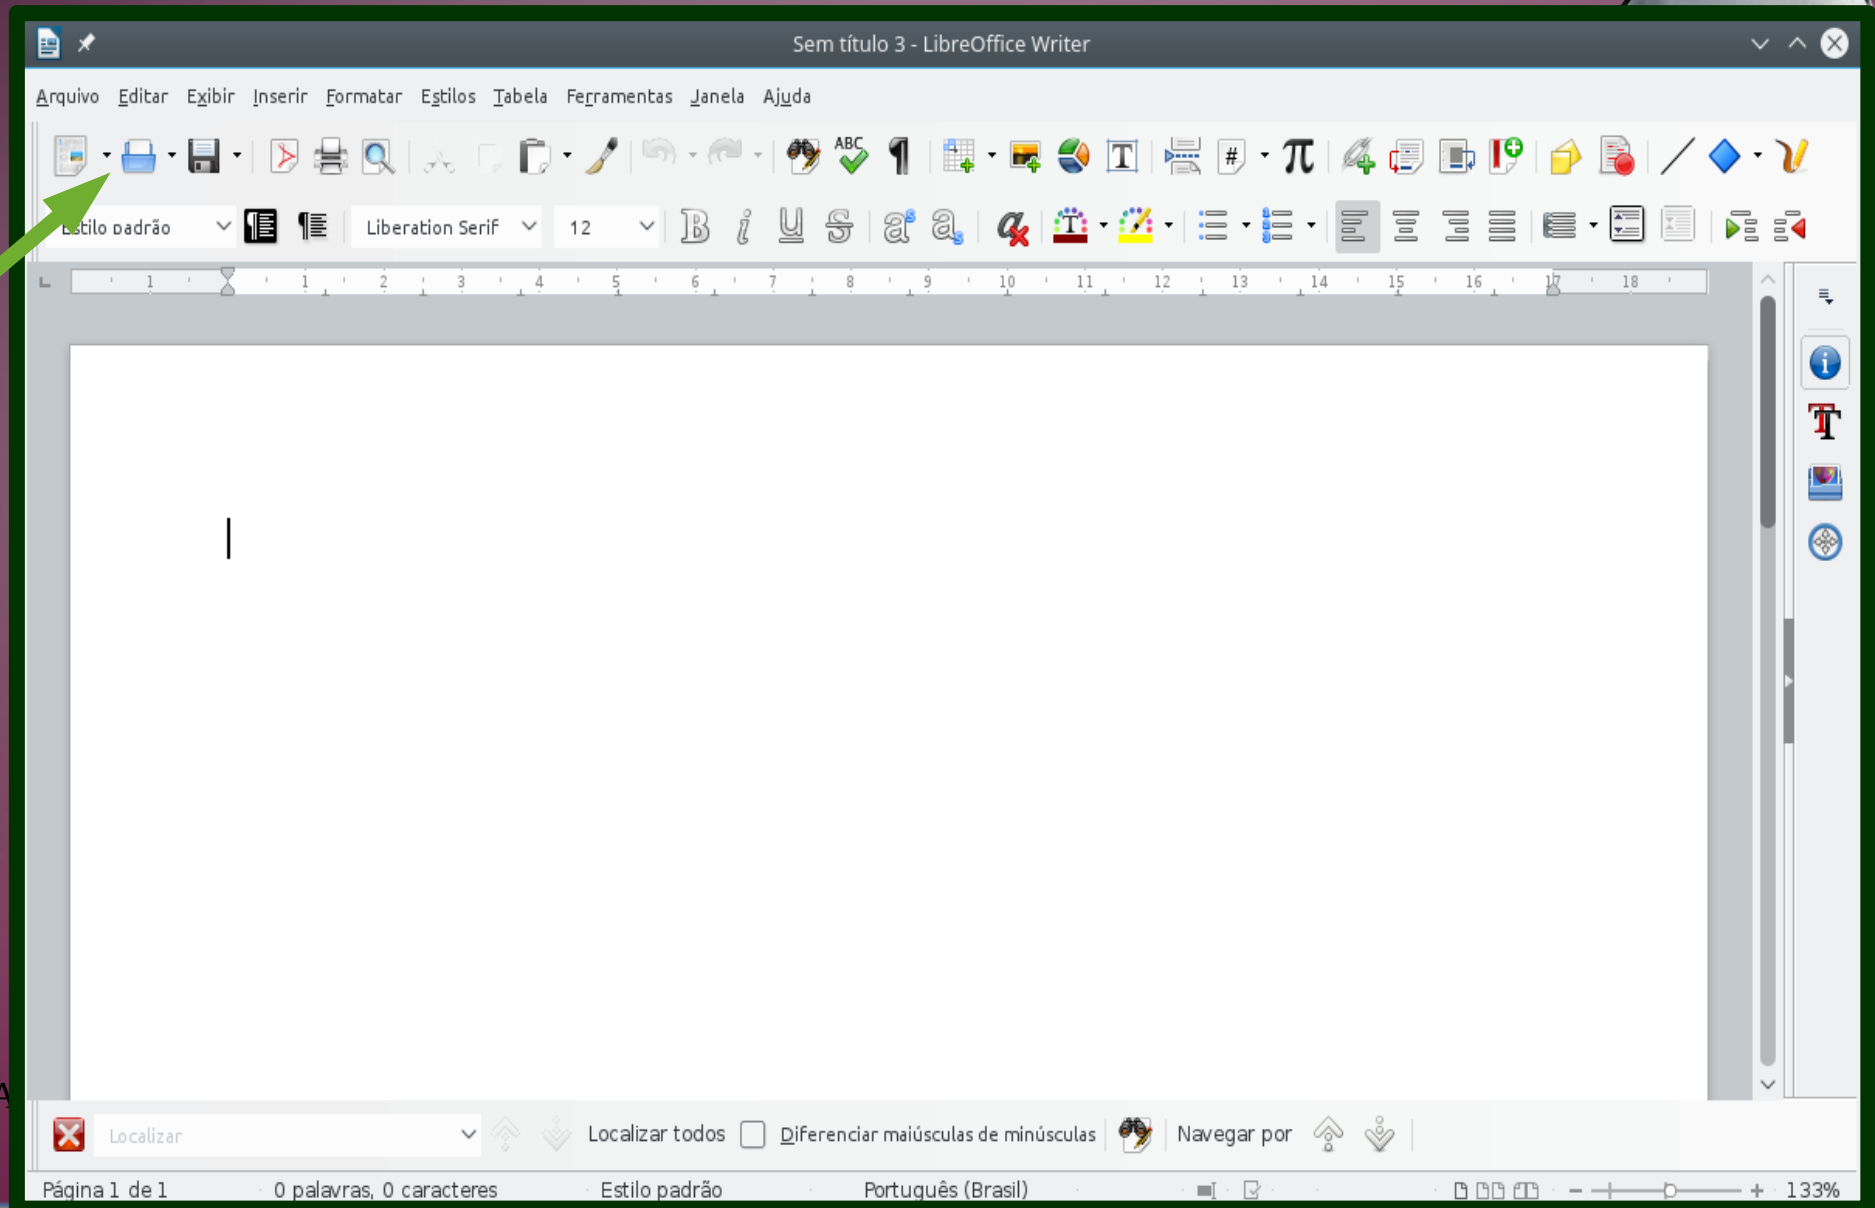 Sem título 3 - LibreOffice Writer
Arquivo Editar Exibir Inserir Formatar Estilos Tabela Ferramentas Janela Ajuda
ABC
Estilo padrão Liberation Serif 12
1 1 2 3 4 5 6 7 8 9 10 11 12 13 14 15 16 17 18
Localizar Localizar todos Diferenciar maiúsculas de minúsculas Navegar por
Página 1 de 1 0 palavras, 0 caracteres Estilo padrão Português (Brasil) 133%